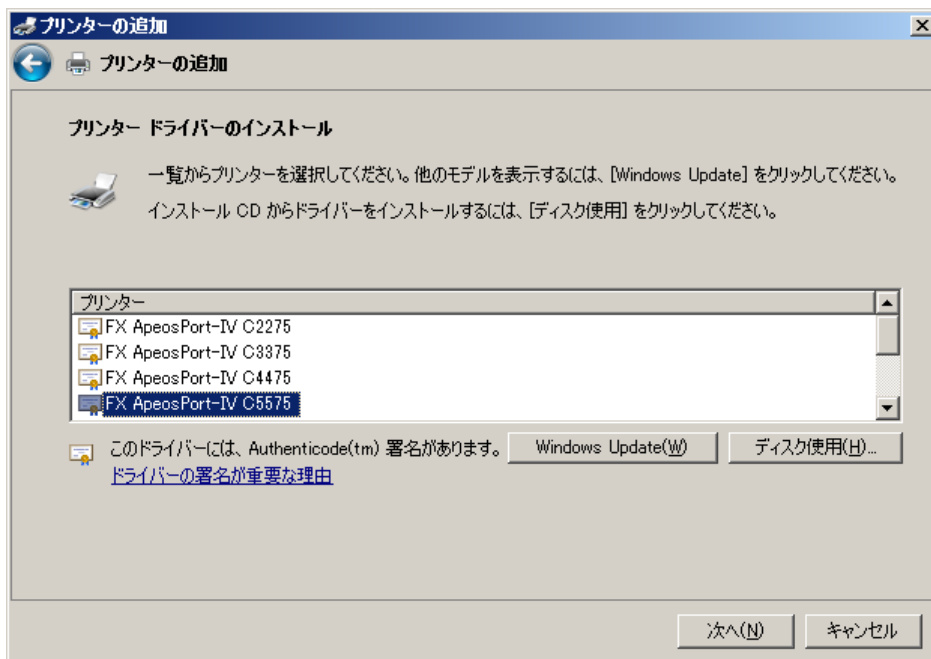 プリンターの追加
プリンターの追加
プリンター ドライバーのインストール
一覧からプリンターを選択してください。他のモデルを表示するには、[Windows Update] をクリックしてください。
インストール CD からドライバーをインストールするには、[ディスク使用] をクリックしてください。
プリンター
FX ApeosPort-IV C2275
FX ApeosPort-IV C3375
FX ApeosPort-IV C4475
FX ApeosPort-IV C5575
このドライバーには、Authenticode(tm) 署名があります。 Windows Update(W) ディスク使用(H)...
ドライバーの署名が重要な理由
次へ(N) キャンセル